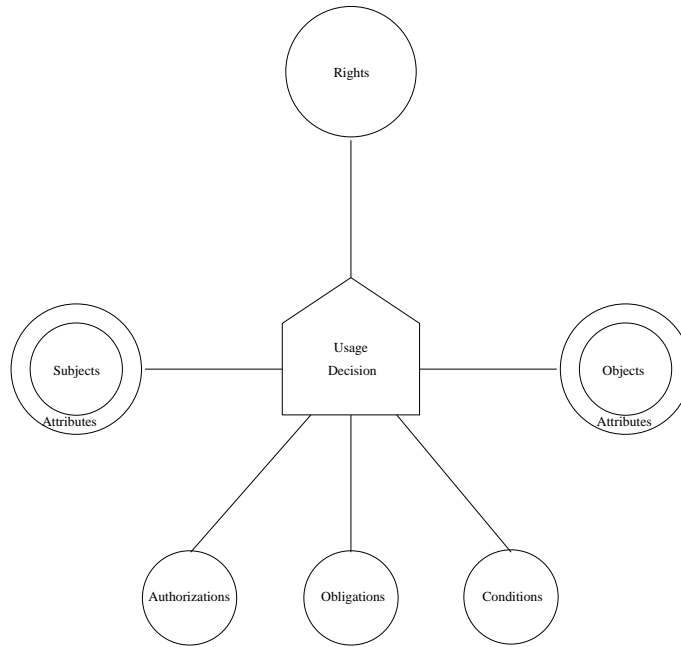 Rights
Usage
Decision
Subjects
Objects
Attributes
Attributes
Authorizations
Obligations
Conditions